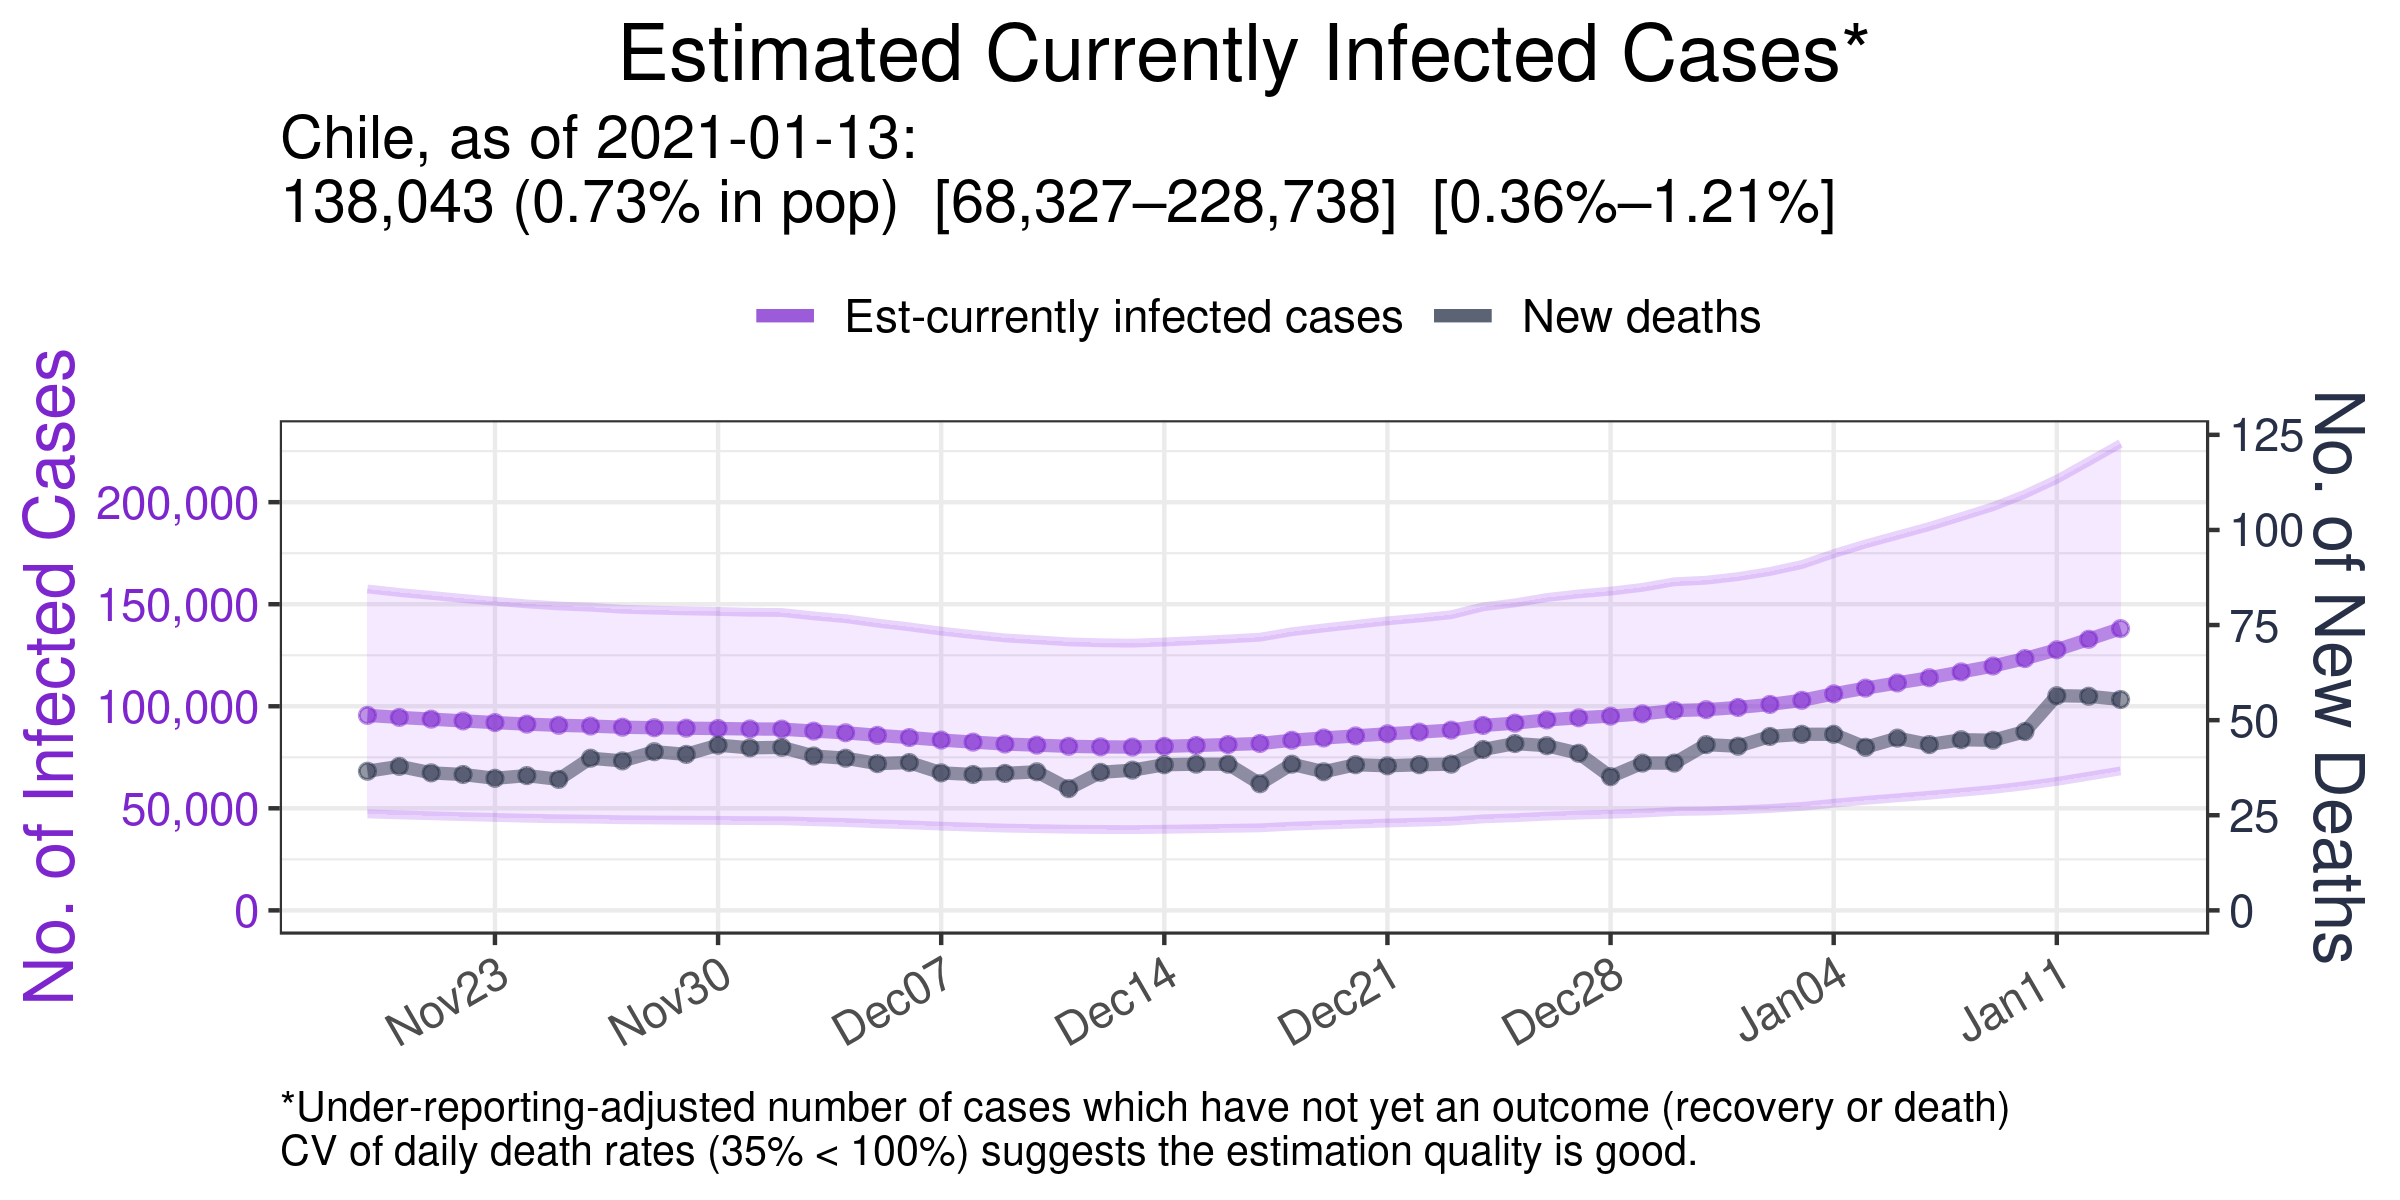 Estimated Currently Infected Cases*
Chile, as of 2021-01-13:
138,043 (0.73% in pop)  [68,327–228,738]  [0.36%–1.21%]
Est-currently infected cases
New deaths
No. of Infected Cases
200,000
150,000
100,000
50,000
0
125
100
75
50
25
0
No. of New Deaths
Nov23
Nov30
Dec07
Dec14
Dec21
Dec28
Jan04
Jan11
*Under-reporting-adjusted number of cases which have not yet an outcome (recovery or death)
CV of daily death rates (35% < 100%) suggests the estimation quality is good.